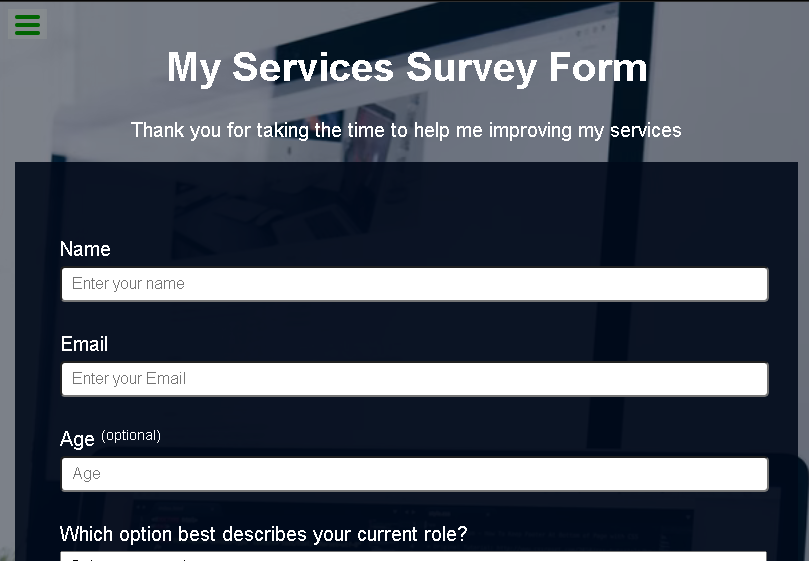 My Services Survey Form
Thank you for taking the time to help me improving my services
Name
Enter your name
Email
Enter your Email
Age (optional)
Age
Which option best describes your current role?